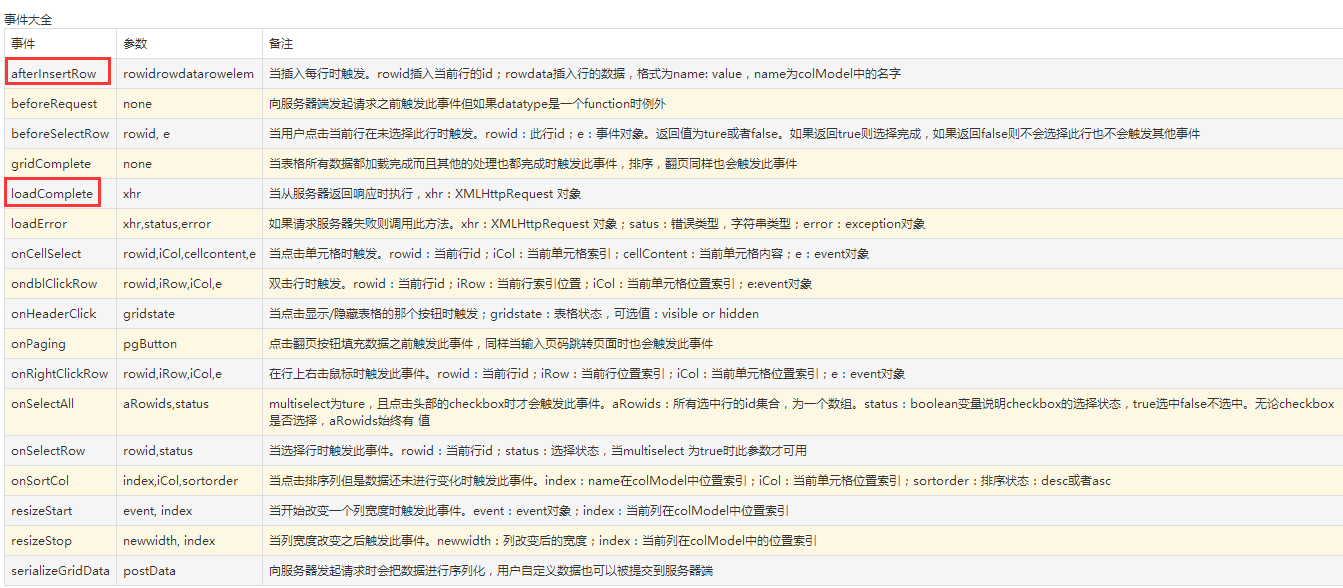 事件大全
事件 参数 备注
afterInsertRow rowidrowdatarowelem 当插入每行时触发。rowid插入当前行的id；rowdata插入行的数据，格式为name: value，name为colModel中的名字
beforeRequest none 向服务器端发起请求之前触发此事件但如果datatype是一个function时例外
beforeSelectRow rowid, e 当用户点击当前行在未选择此行时触发。rowid：此行id；e：事件对象。返回值为ture或者false。如果返回true则选择完成，如果返回false则不会选择此行也不会触发其他事件
gridComplete none 当表格所有数据都加载完成而且其他的处理也都完成时触发此事件，排序，翻页同样也会触发此事件
loadComplete xhr 当从服务器返回响应时执行，xhr：XMLHttpRequest 对象
loadError xhr,status,error 如果请求服务器失败则调用此方法。xhr：XMLHttpRequest 对象；satus：错误类型，字符串类型；error：exception对象
onCellSelect rowid,iCol,cellcontent,e 当点击单元格时触发。rowid：当前行id；iCol：当前单元格索引；cellContent：当前单元格内容；e：event对象
ondblClickRow rowid,iRow,iCol,e 双击行时触发。rowid：当前行id；iRow：当前行索引位置；iCol：当前单元格位置索引；e:event对象
onHeaderClick gridstate 当点击显示/隐藏表格的那个按钮时触发；gridstate：表格状态，可选值：visible or hidden
onPaging pgButton 点击翻页按钮填充数据之前触发此事件，同样当输入页码跳转页面时也会触发此事件
onRightClickRow rowid,iRow,iCol,e 在行上右击鼠标时触发此事件。rowid：当前行id；iRow：当前行位置索引；iCol：当前单元格位置索引；e：event对象
onSelectAll aRowids,status multiselect为ture，且点击头部的checkbox时才会触发此事件。aRowids：所有选中行的id集合，为一个数组。status：boolean变量说明checkbox的选择状态，true选中false不选中。无论checkbox
是否选择，aRowids始终有 值
onSelectRow rowid,status 当选择行时触发此事件。rowid：当前行id；status：选择状态，当multiselect 为true时此参数才可用
onSortCol index,iCol,sortorder 当点击排序列但是数据还未进行变化时触发此事件。index：name在colModel中位置索引；iCol：当前单元格位置索引；sortorder：排序状态：desc或者asc
resizeStart event, index 当开始改变一个列宽度时触发此事件。event：event对象；index：当前列在colModel中位置索引
resizeStop newwidth, index 当列宽度改变之后触发此事件。newwidth：列改变后的宽度；index：当前列在colModel中的位置索引
serializeGridData postData 向服务器发起请求时会把数据进行序列化，用户自定义数据也可以被提交到服务器端